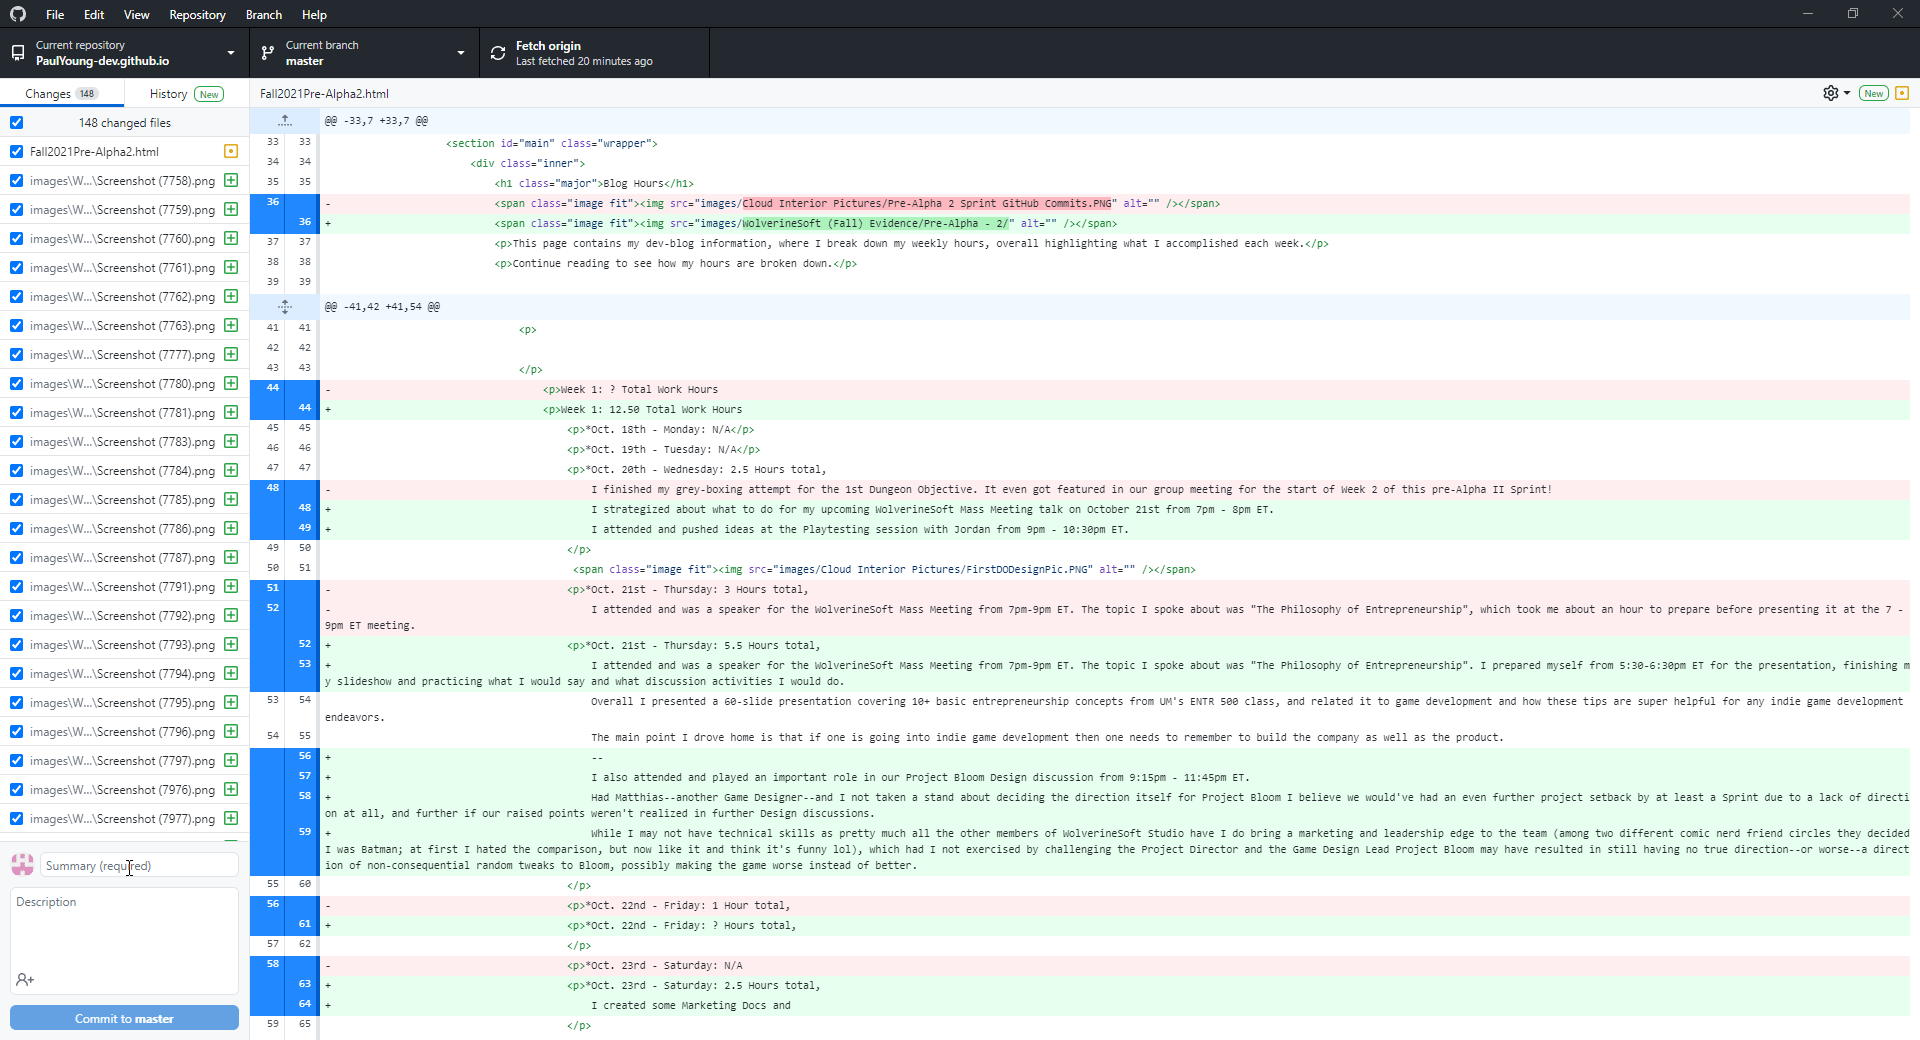 File Edit View Repository Branch Help
Current repository
PaulYoung-dev.github.io
Current branch
master
Fetch origin
Last fetched 20 minutes ago
Changes 148
History New
Fall2021Pre-Alpha2.html
New
148 changed files
Fall2021Pre-Alpha2.html
images\W...\Screenshot (7758).png
images\W...\Screenshot (7759).png
images\W...\Screenshot (7760).png
images\W...\Screenshot (7761).png
images\W...\Screenshot (7762).png
images\W...\Screenshot (7763).png
images\W...\Screenshot (7777).png
images\W...\Screenshot (7780).png
images\W...\Screenshot (7781).png
images\W...\Screenshot (7783).png
images\W...\Screenshot (7784).png
images\W...\Screenshot (7785).png
images\W...\Screenshot (7786).png
images\W...\Screenshot (7787).png
images\W...\Screenshot (7791).png
images\W...\Screenshot (7792).png
images\W...\Screenshot (7793).png
images\W...\Screenshot (7794).png
images\W...\Screenshot (7795).png
images\W...\Screenshot (7796).png
images\W...\Screenshot (7797).png
images\W...\Screenshot (7976).png
images\W...\Screenshot (7977).png
Summary (required)
Description
Commit to master
@@ -33,7 +33,7 @@
33 33 <section id="main" class="wrapper">
34 34 <div class="inner">
35 35 <h1 class="major">Blog Hours</h1>
36 - <span class="image fit"><img src="images/Cloud Interior Pictures/Pre-Alpha 2 Sprint GitHub Commits.PNG" alt="" /></span>
36 + <span class="image fit"><img src="images/WolverineSoft (Fall) Evidence/Pre-Alpha - 2/" alt="" /></span>
37 37 <p>This page contains my dev-blog information, where I break down my weekly hours, overall highlighting what I accomplished each week.</p>
38 38 <p>Continue reading to see how my hours are broken down.</p>
39 39
@@ -41,42 +41,54 @@
41 41 <p>
42 42
43 43 </p>
44 - <p>Week 1: ? Total Work Hours
44 + <p>Week 1: 12.50 Total Work Hours
45 45 <p>*Oct. 18th - Monday: N/A</p>
46 46 <p>*Oct. 19th - Tuesday: N/A</p>
47 47 <p>*Oct. 20th - Wednesday: 2.5 Hours total,
48 - I finished my grey-boxing attempt for the 1st Dungeon Objective. It even got featured in our group meeting for the start of Week 2 of this pre-Alpha II Sprint!
48 + I strategized about what to do for my upcoming WolverineSoft Mass Meeting talk on October 21st from 7pm - 8pm ET.
49 + I attended and pushed ideas at the Playtesting session with Jordan from 9pm - 10:30pm ET.
49 50 </p>
50 51 <span class="image fit"><img src="images/Cloud Interior Pictures/FirstDODesignPic.PNG" alt="" /></span>
51 - <p>*Oct. 21st - Thursday: 3 Hours total,
52 - I attended and was a speaker for the WolverineSoft Mass Meeting from 7pm-9pm ET. The topic I spoke about was "The Philosophy of Entrepreneurship", which took me about an hour to prepare before presenting it at the 7 -
9pm ET meeting.
52 + <p>*Oct. 21st - Thursday: 5.5 Hours total,
53 + I attended and was a speaker for the WolverineSoft Mass Meeting from 7pm-9pm ET. The topic I spoke about was "The Philosophy of Entrepreneurship". I prepared myself from 5:30-6:30pm ET for the presentation, finishing m
y slideshow and practicing what I would say and what discussion activities I would do.
53 54 Overall I presented a 60-slide presentation covering 10+ basic entrepreneurship concepts from UM's ENTR 500 class, and related it to game development and how these tips are super helpful for any indie game development
endeavors.
54 55 The main point I drove home is that if one is going into indie game development then one needs to remember to build the company as well as the product.
56 + --
57 + I also attended and played an important role in our Project Bloom Design discussion from 9:15pm - 11:45pm ET.
58 + Had Matthias--another Game Designer--and I not taken a stand about deciding the direction itself for Project Bloom I believe we would've had an even further project setback by at least a Sprint due to a lack of directi
on at all, and further if our raised points weren't realized in further Design discussions.
59 + While I may not have technical skills as pretty much all the other members of WolverineSoft Studio have I do bring a marketing and leadership edge to the team (among two different comic nerd friend circles they decided
I was Batman; at first I hated the comparison, but now like it and think it's funny lol), which had I not exercised by challenging the Project Director and the Game Design Lead Project Bloom may have resulted in still having no true direction--or worse--a direct
ion of non-consequential random tweaks to Bloom, possibly making the game worse instead of better.
55 60 </p>
56 - <p>*Oct. 22nd - Friday: 1 Hour total,
61 + <p>*Oct. 22nd - Friday: ? Hours total,
57 62 </p>
58 - <p>*Oct. 23rd - Saturday: N/A
63 + <p>*Oct. 23rd - Saturday: 2.5 Hours total,
64 + I created some Marketing Docs and
59 65 </p>